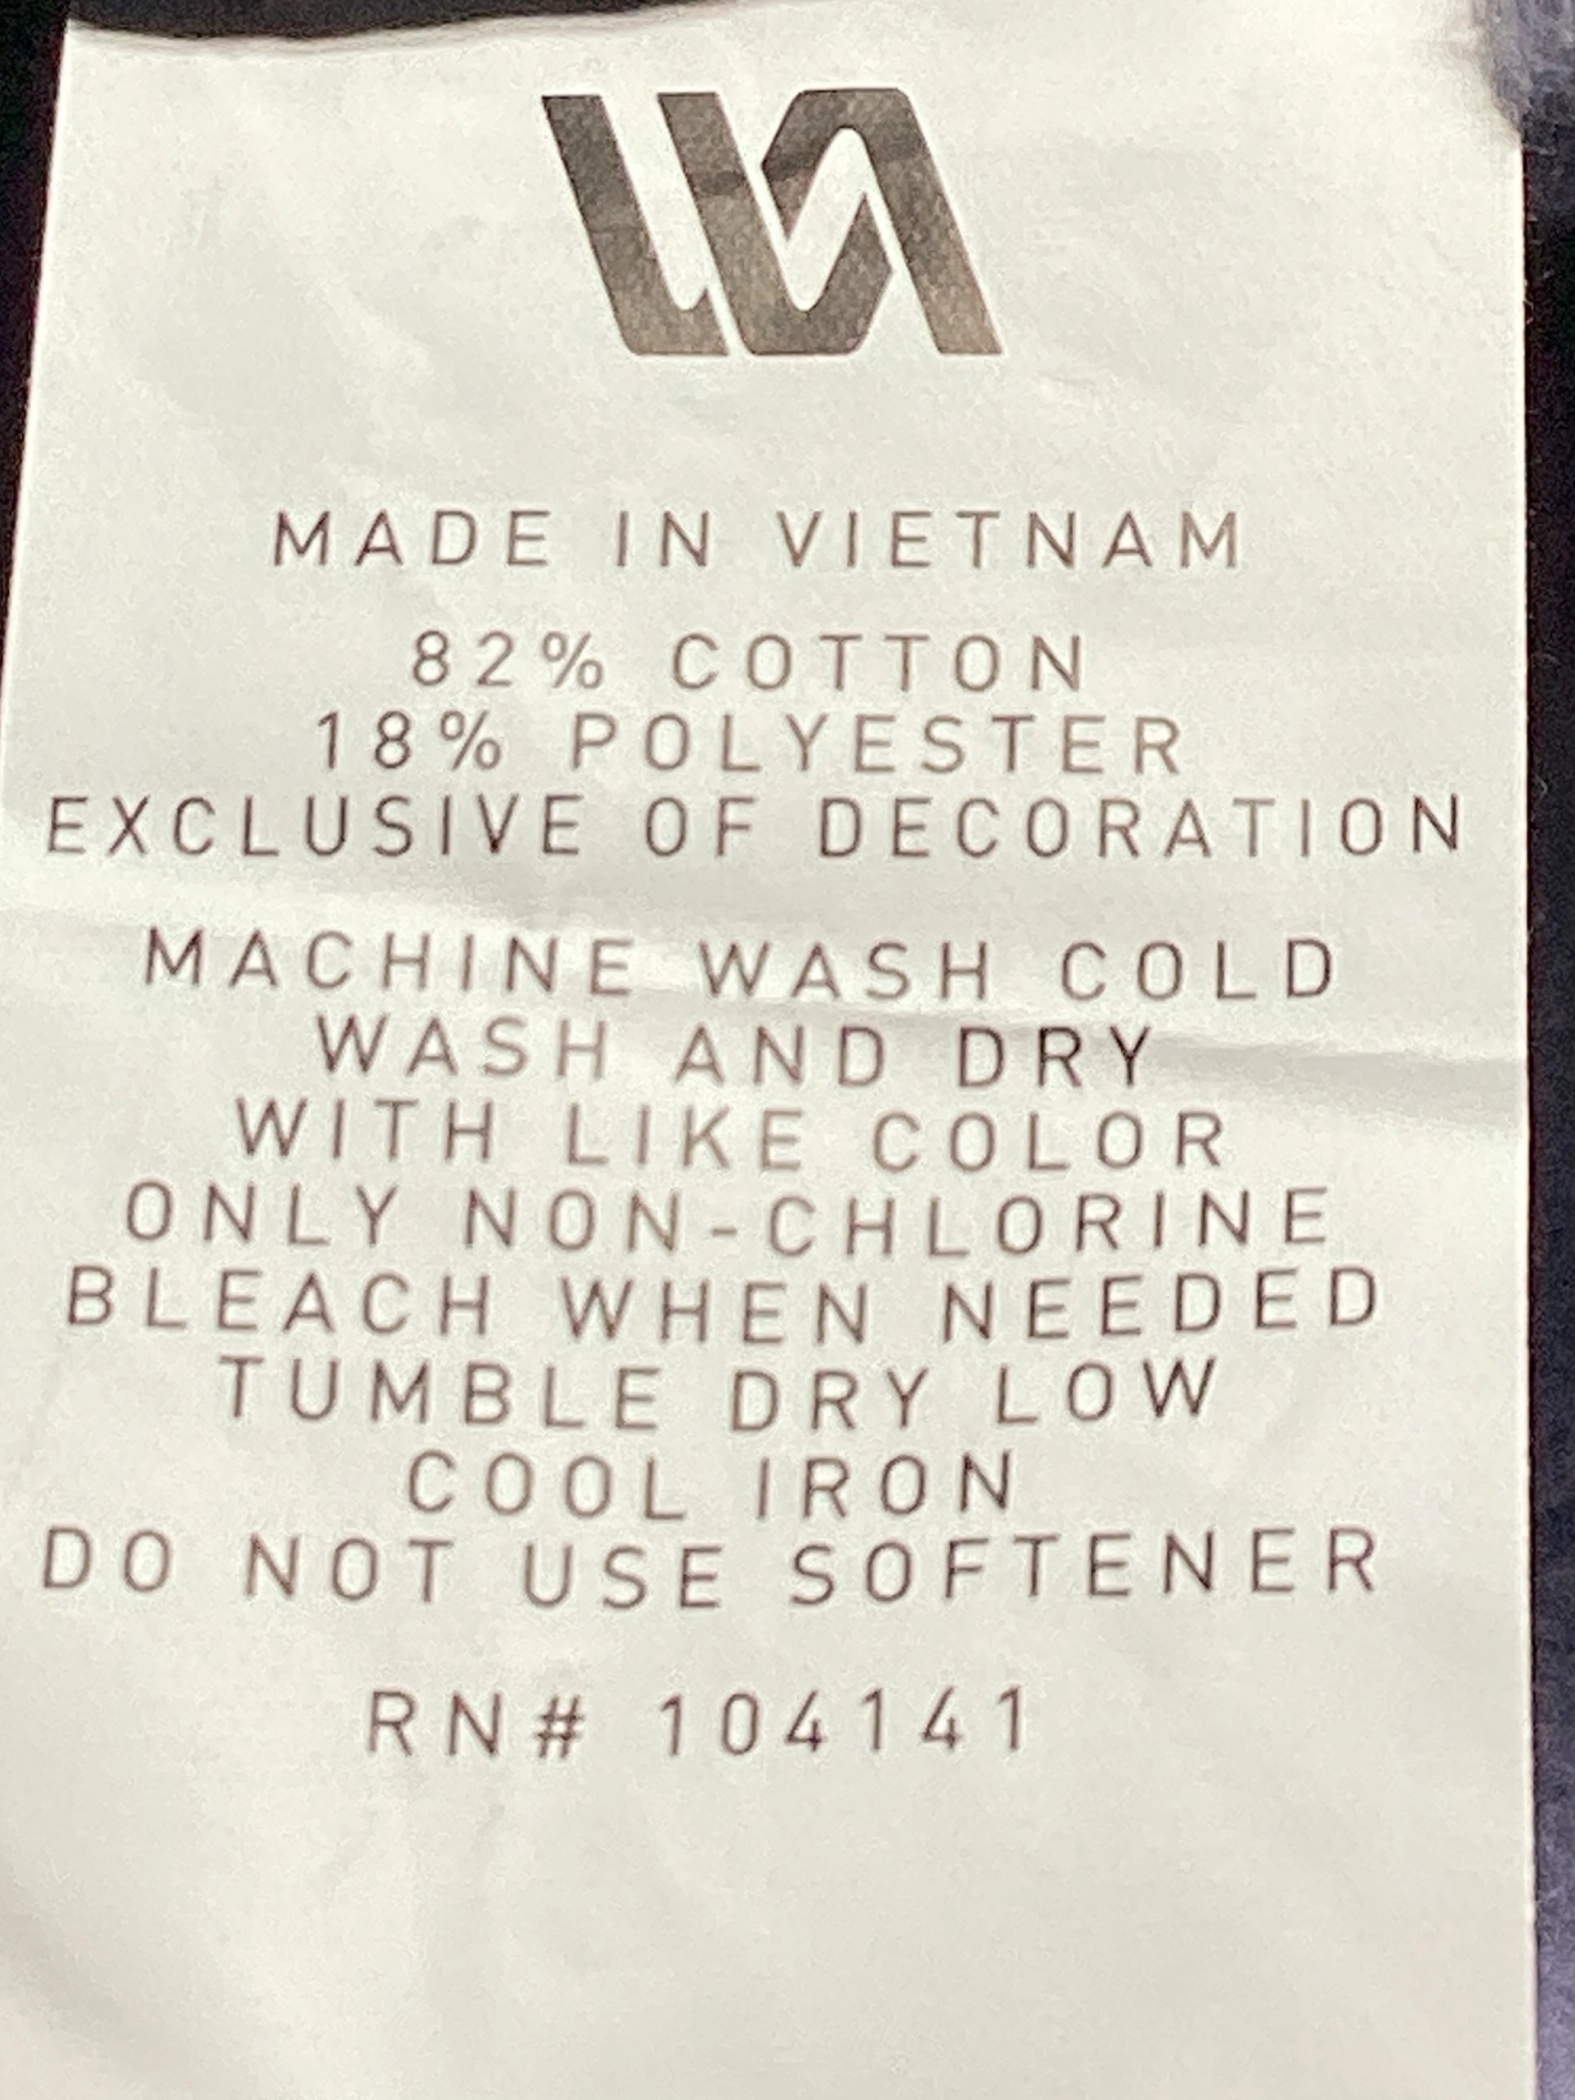 MADE IN VIETNAM
82% COTTON
18% POLYESTER
EXCLUSIVE OF DECORATION
MACHINE WASH COLD
WASH AND DRY
WITH LIKE COLOR
ONLY NON-CHLORINE
BLEACH WHEN NEEDED
TUMBLE DRY LOW
COOL IRON
DO NOT USE SOFTENER
RN# 104141